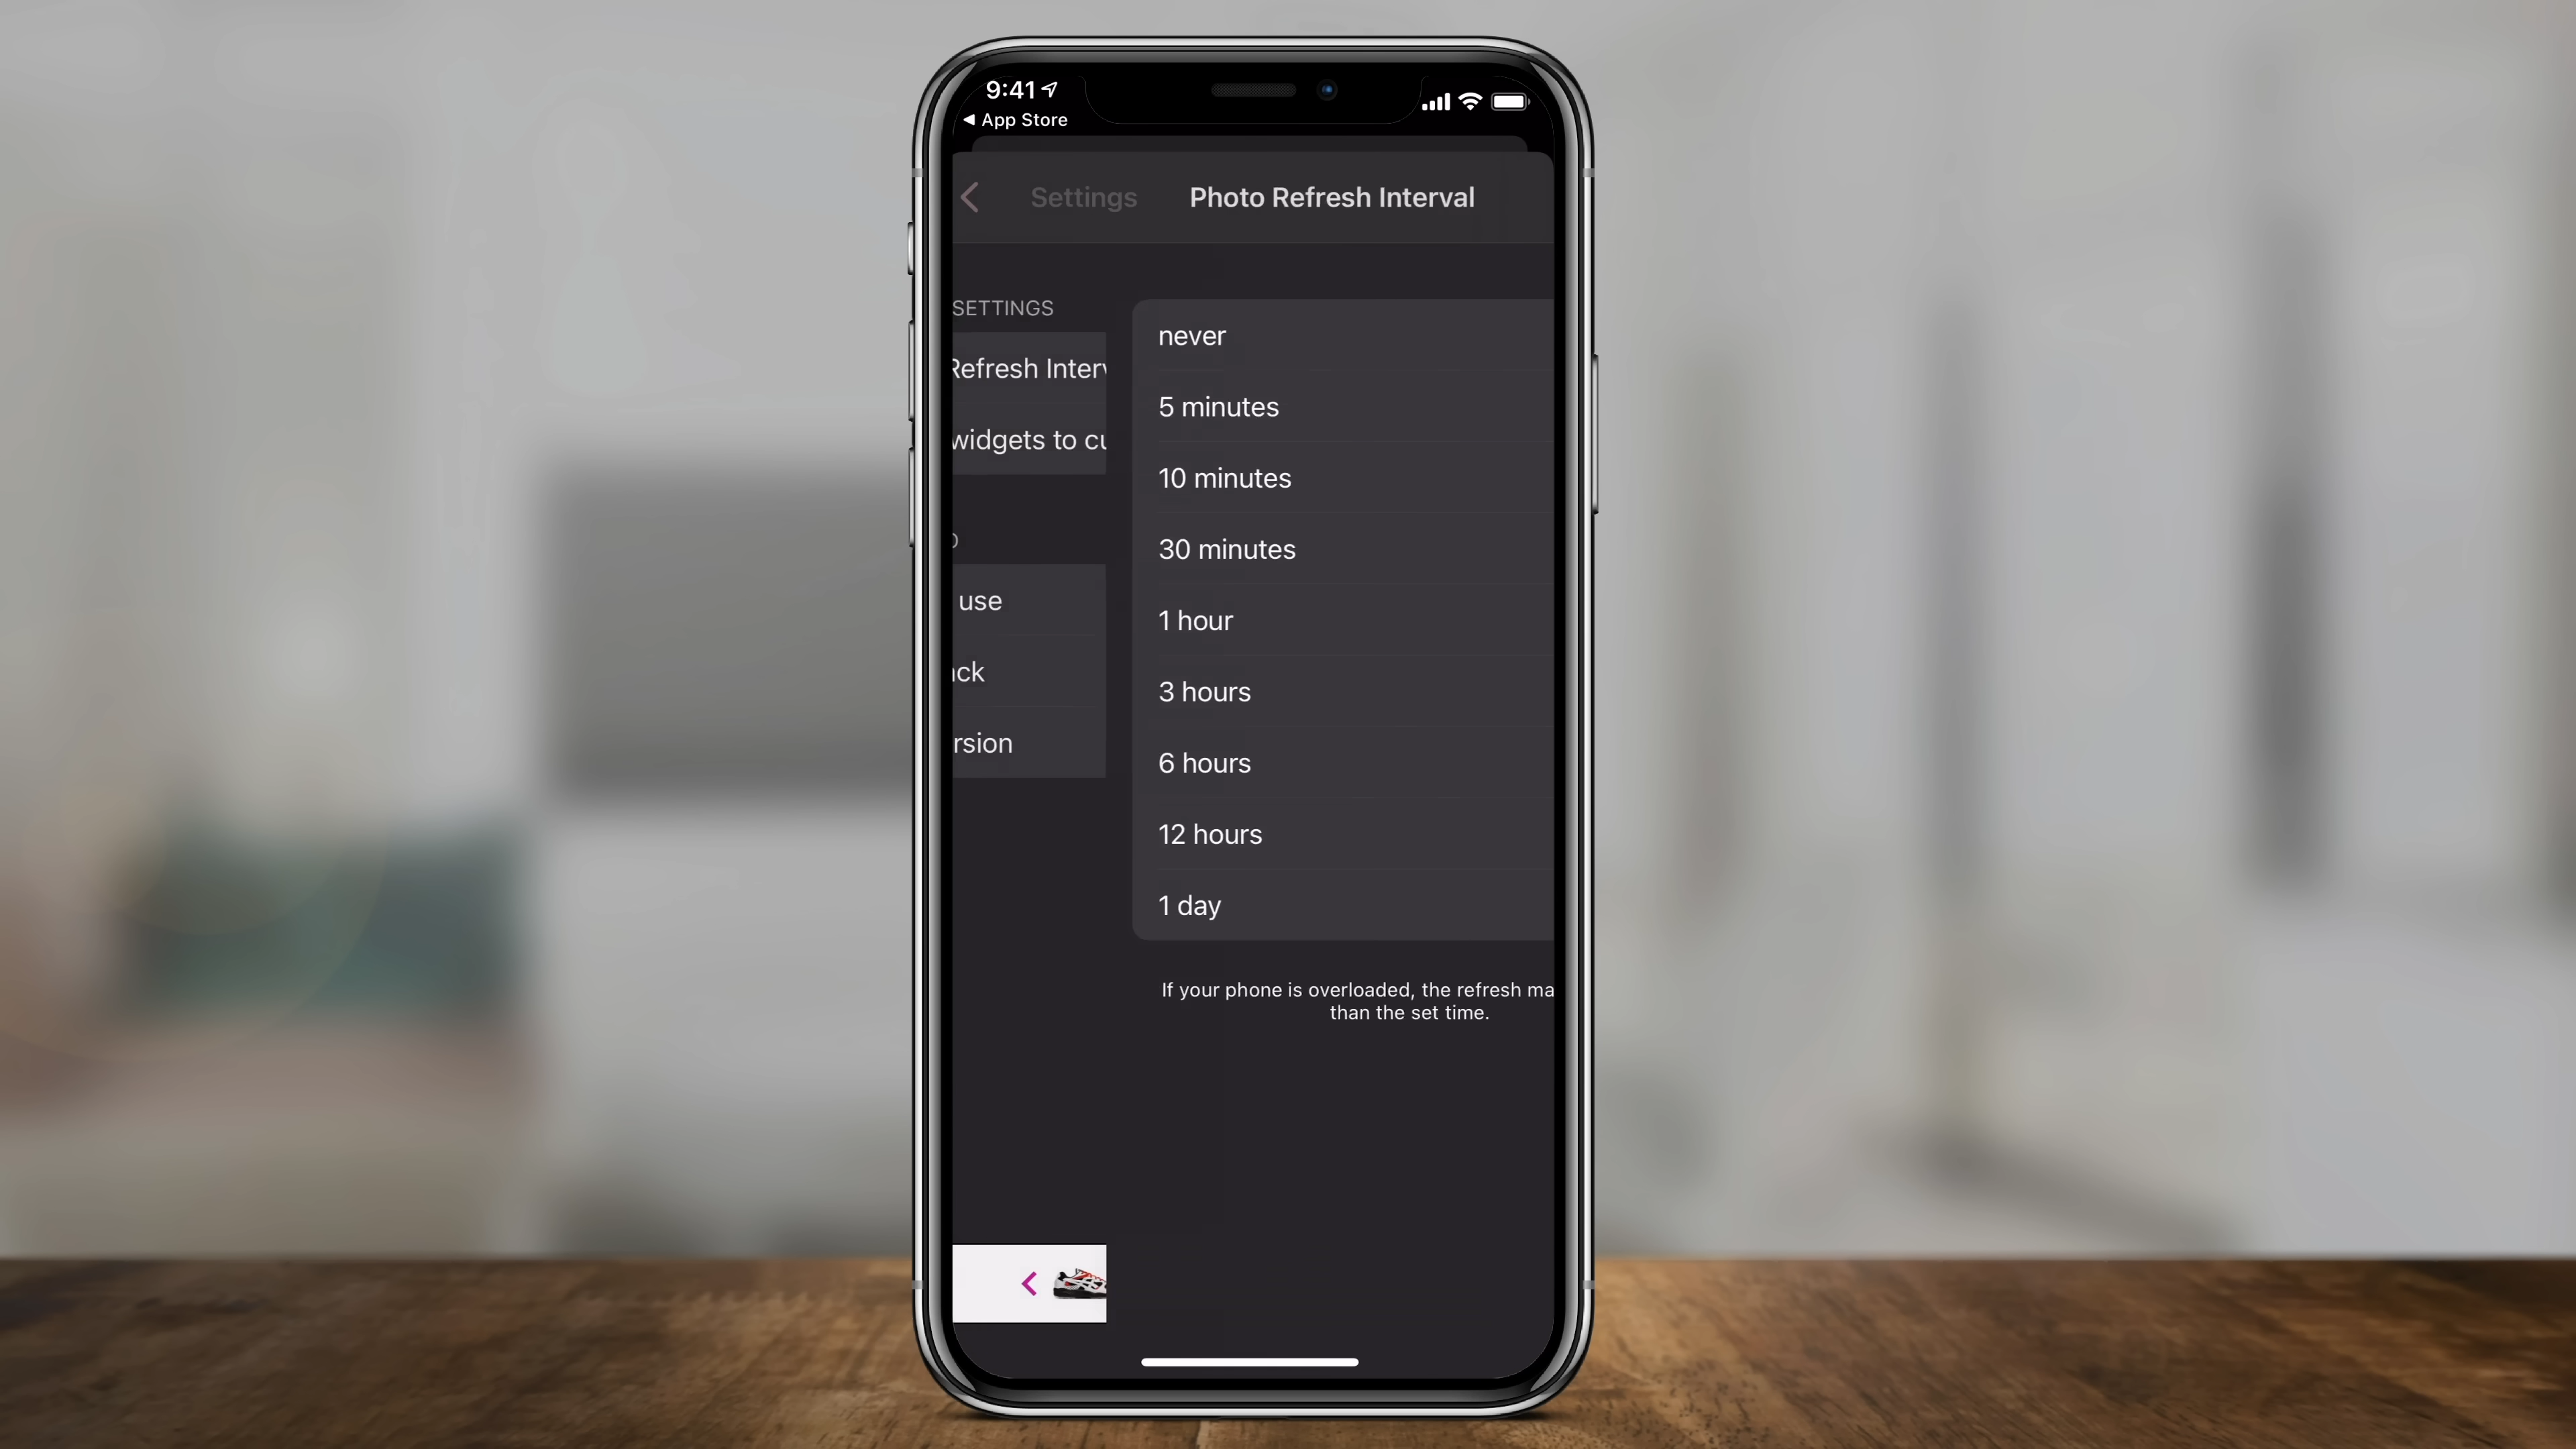 9:41
App Store
Settings
Photo Refresh Interval
SETTINGS
Refresh Interv
widgets to cu
use
ck
rsion
never
5 minutes
10 minutes
30 minutes
1 hour
3 hours
6 hours
12 hours
1 day
If your phone is overloaded, the refresh ma
than the set time.